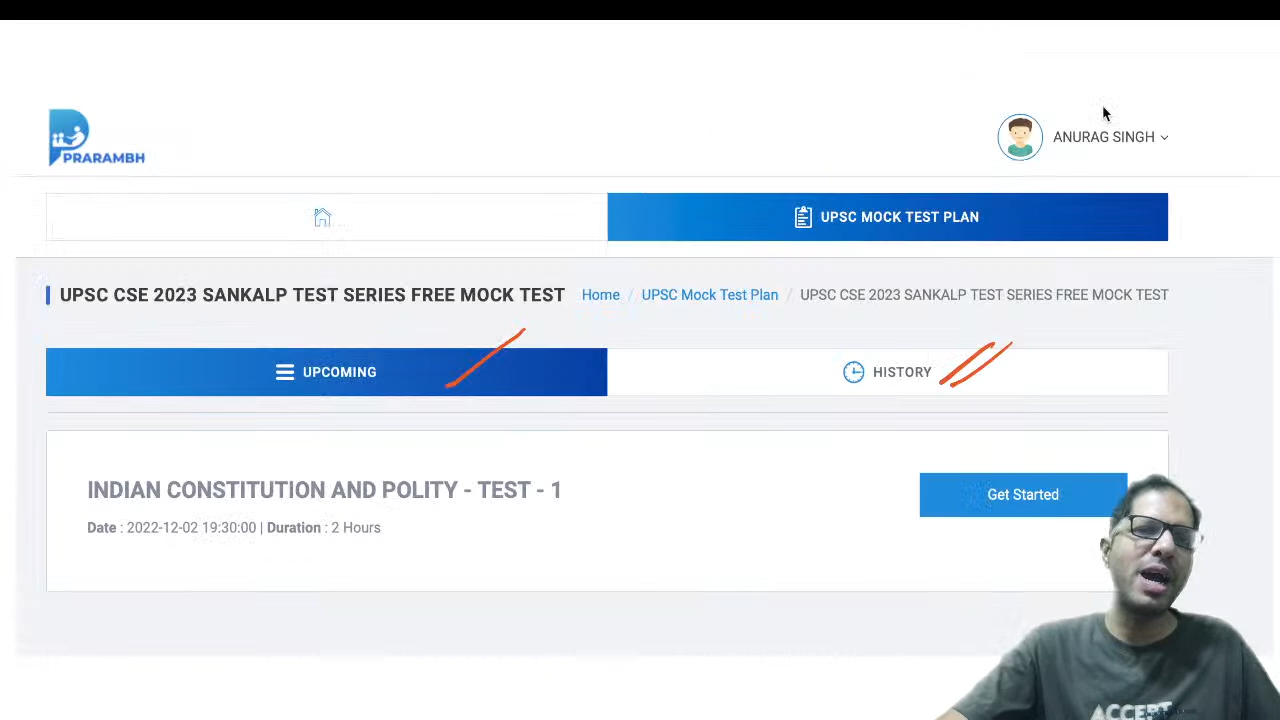 PRARAMBH
ANURAG SINGH
UPSC MOCK TEST PLAN
UPSC CSE 2023 SANKALP TEST SERIES FREE MOCK TEST
Home / UPSC Mock Test Plan / UPSC CSE 2023 SANKALP TEST SERIES FREE MOCK TEST
UPCOMING
HISTORY
INDIAN CONSTITUTION AND POLITY - TEST - 1
Get Started
Date : 2022-12-02 19:30:00 | Duration : 2 Hours
ACCEPT